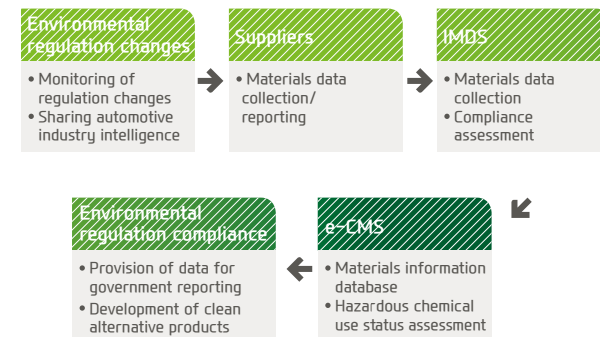 Environmental
regulation changes
• Monitoring of
regulation changes
• Sharing automotive
industry intelligence
Suppliers
• Materials data
collection/
reporting
IMDS
• Materials data
collection
• Compliance
assessment
e-CMS
• Materials information
database
• Hazardous chemical
use status assessment
Environmental
regulation compliance
• Provision of data for
government reporting
• Development of clean
alternative products